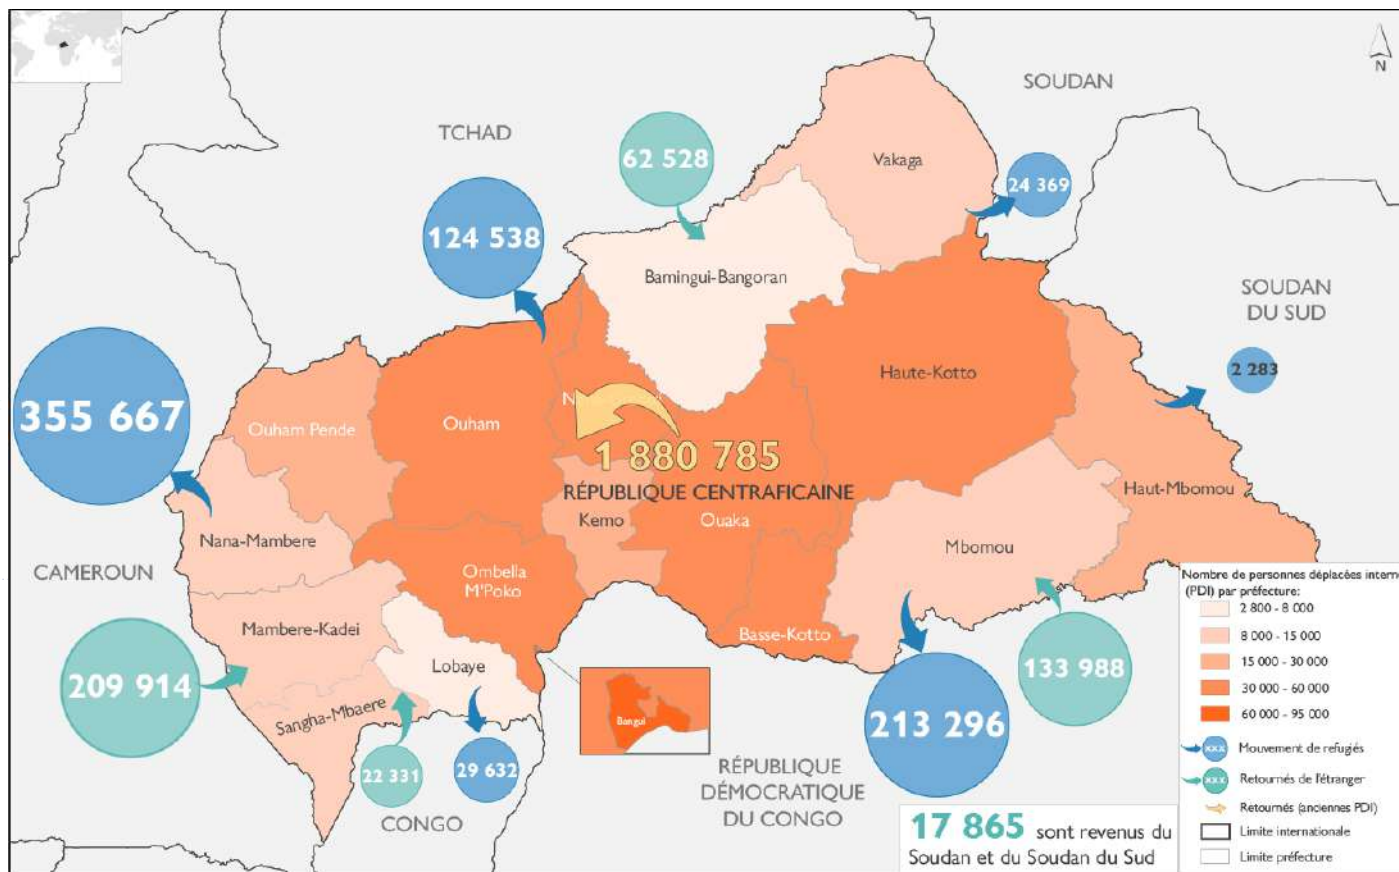 SOUDAN
TCHAD
62 528
Vakaga
24 369
124 538
Bamingui-Bangoran
SOUDAN
DU SUD
2 283
Haute-Kotto
355 667
Ouham Pende
Ouham
1 880 785
RÉPUBLIQUE CENTRAFICAINE
Kemo
Ouaka
Haut-Mbomou
Nana-Mambere
Mbomou
CAMEROUN
Ombella
M'Poko
Mambere-Kadei
Basse-Kotto
Lobaye
209 914
133 988
Sangha-Mbaere
Bangui
213 296
22 331
29 632
CONGO
RÉPUBLIQUE
DÉMOCRATIQUE
DU CONGO
17 865 sont revenus du
Soudan et du Soudan du Sud
N
Nombre de personnes déplacées interne
(PDI) par préfecture:
2 800 - 8 000
8 000 - 15 000
15 000 - 30 000
30 000 - 60 000
60 000 - 95 000
xxx Mouvement de refugiés
xxx Retournés de l'étranger
Retournés (anciennes PDI)
Limite internationale
Limite préfecture